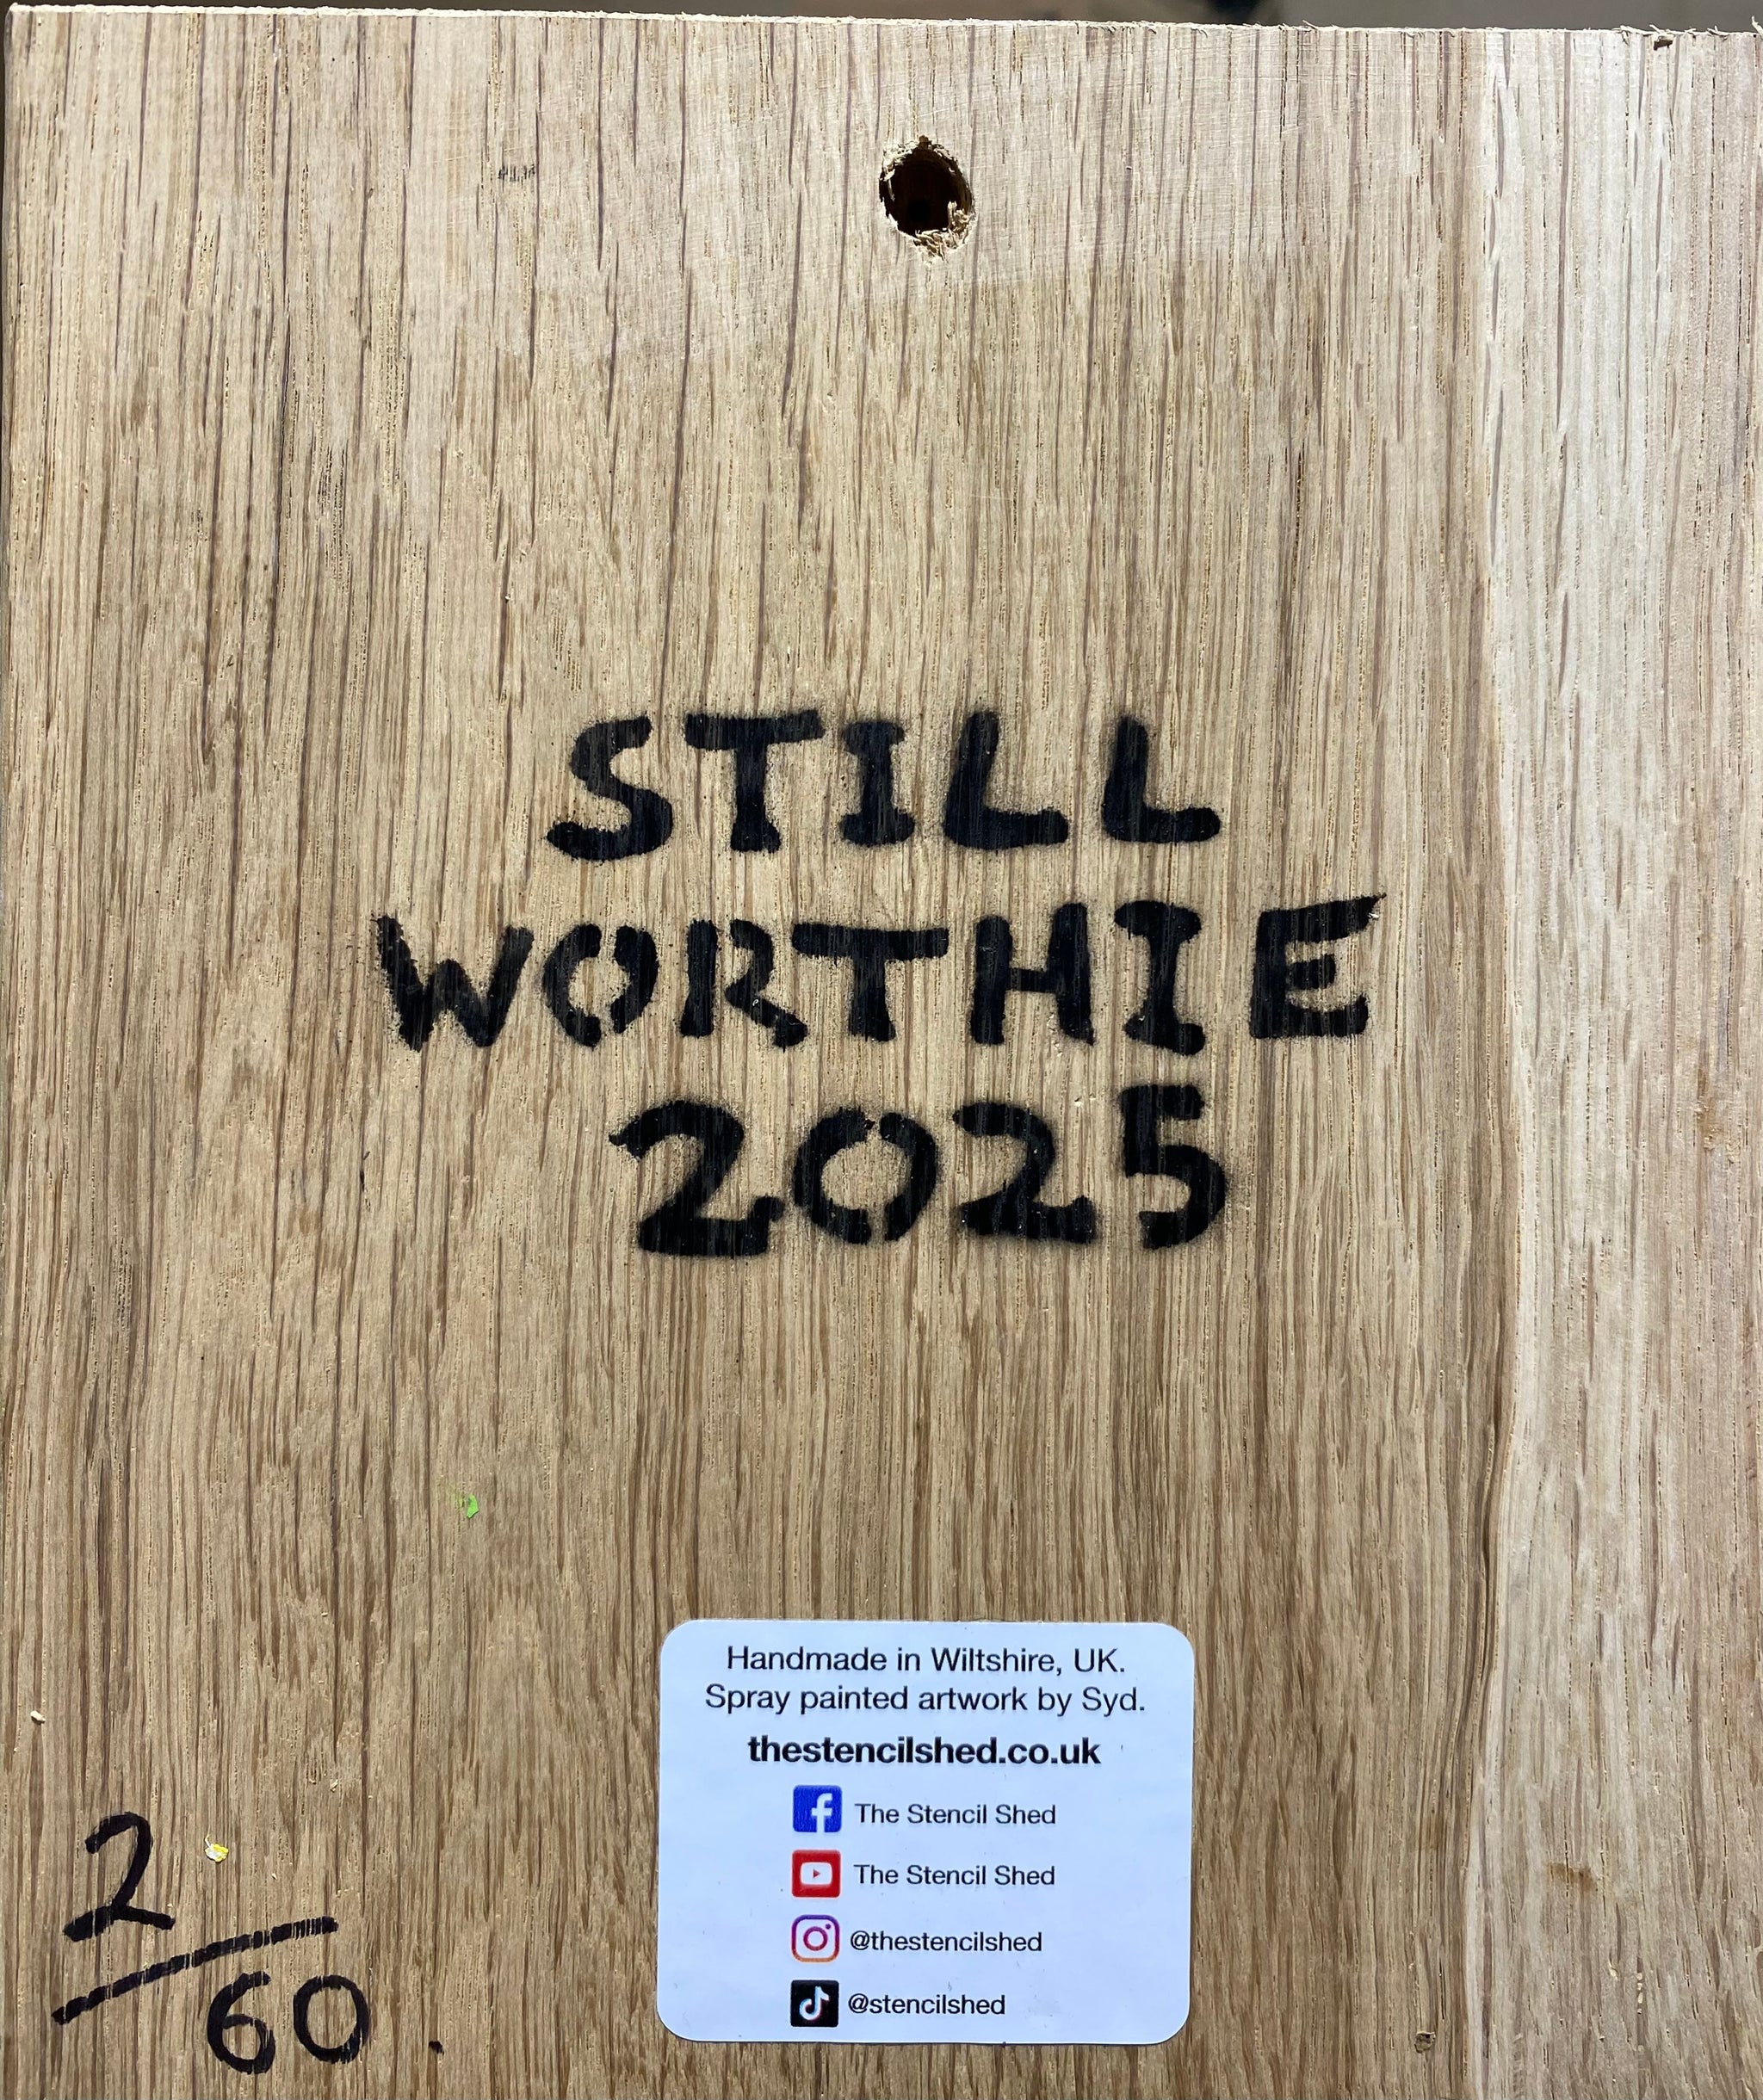 STILL
WORTHIE
2025
Handmade in Wiltshire, UK.
Spray painted artwork by Syd.
thestencilshed.co.uk
The Stencil Shed
The Stencil Shed
@thestencilshed
@stencilshed
2/60